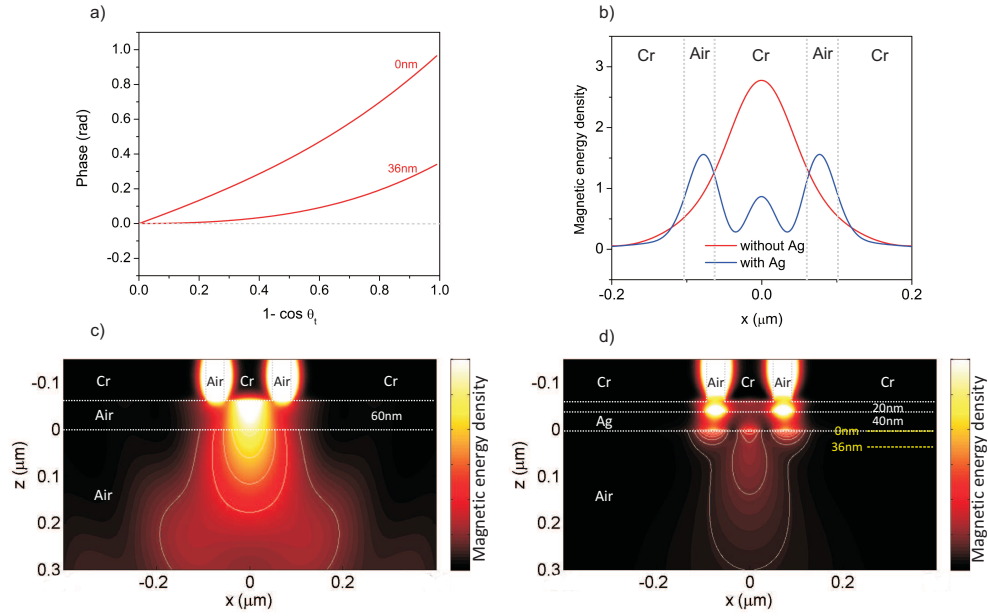 a)
1.0
0.8
0.6
0.4
0.2
0.0
-0.2
Phase (rad)
0nm
36nm
0.0 0.2 0.4 0.6 0.8 1.0
1- cos θt
b)
Cr Air Cr Air Cr
3
2
1
0
Magnetic energy density
without Ag
with Ag
-0.2 0.0 0.2
x (μm)
c)
-0.1
0
0.1
0.2
0.3
z (μm)
Cr Air Cr Air Cr
Air 60nm
Air
-0.2 0 0.2
x (μm)
Magnetic energy density
d)
-0.1
0
0.1
0.2
0.3
z (μm)
Cr Air Cr Air Cr
20nm
Ag 40nm
0nm
36nm
Air
-0.2 0 0.2
x (μm)
Magnetic energy density